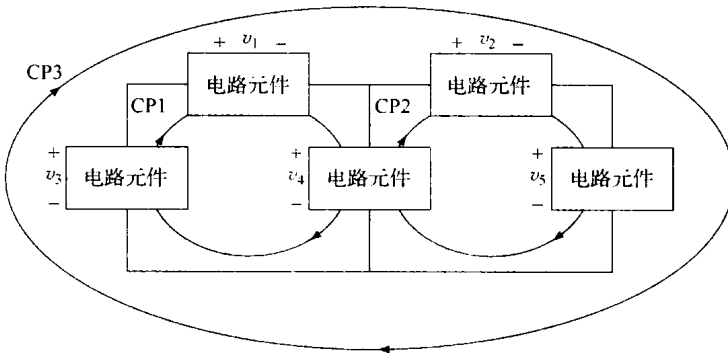 + v₁ −
+ v₂ −
CP3
电路元件
电路元件
CP1
CP2
+
v₃
−
电路元件
+
v₄
−
电路元件
+
v₅
−
电路元件